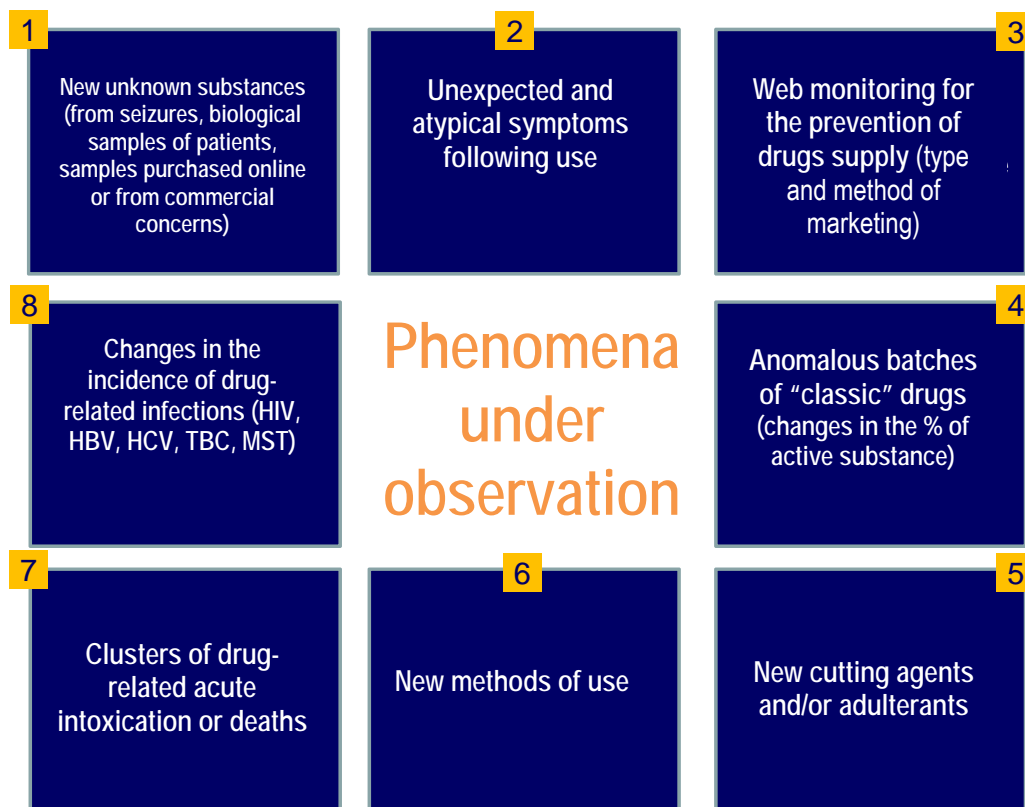 1
New unknown substances
(from seizures, biological
samples of patients,
samples purchased online
or from commercial
concerns)
2
Unexpected and
atypical symptoms
following use
3
Web monitoring for
the prevention of
drugs supply (type
and method of
marketing)
8
Changes in the
incidence of drug-
related infections (HIV,
HBV, HCV, TBC, MST)
Phenomena
under
observation
4
Anomalous batches
of “classic” drugs
(changes in the % of
active substance)
7
Clusters of drug-
related acute
intoxication or deaths
6
New methods of use
5
New cutting agents
and/or adulterants